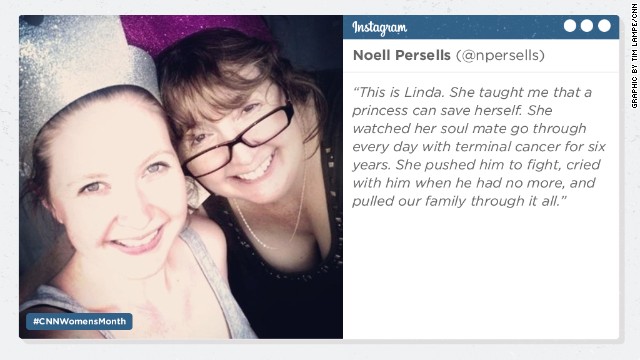 Instagram
Noell Persells (@npersells)
“This is Linda. She taught me that a
princess can save herself. She
watched her soul mate go through
every day with terminal cancer for six
years. She pushed him to fight, cried
with him when he had no more, and
pulled our family through it all.”
#CNNWomensMonth
GRAPHIC BY TIM LAMPE/CNN